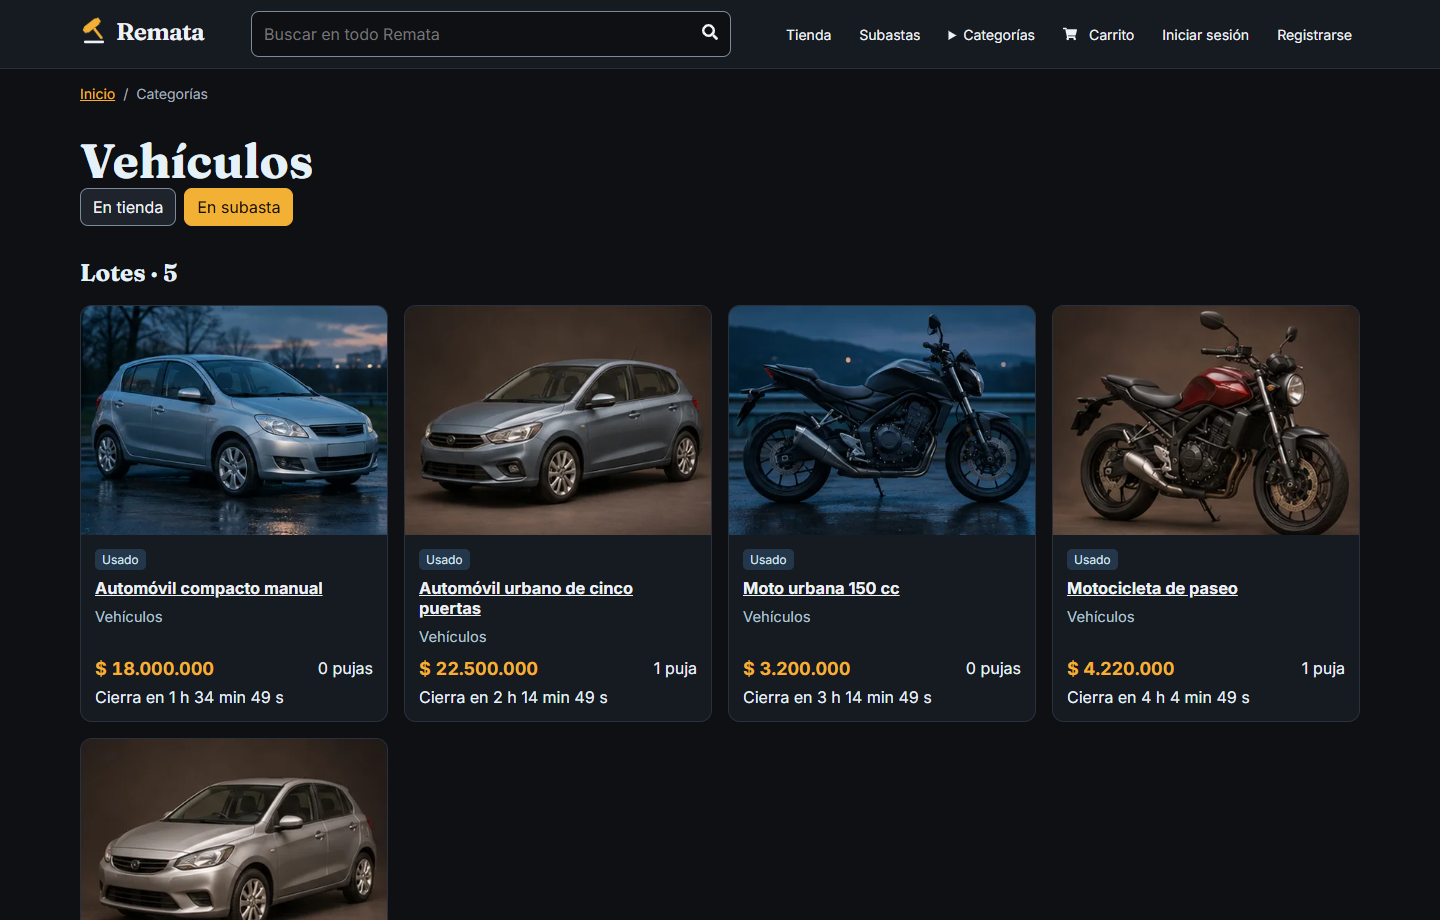 Remata
Buscar en todo Remata
Tienda
Subastas
Categorías
Carrito
Iniciar sesión
Registrarse
Inicio / Categorías
Vehículos
En tienda
En subasta
Lotes • 5
Usado
Automóvil compacto manual
Vehículos
$ 18.000.000
0 pujas
Cierra en 1 h 34 min 49 s
Usado
Automóvil urbano de cinco
puertas
Vehículos
$ 22.500.000
1 puja
Cierra en 2 h 14 min 49 s
Usado
Moto urbana 150 cc
Vehículos
$ 3.200.000
0 pujas
Cierra en 3 h 14 min 49 s
Usado
Motocicleta de paseo
Vehículos
$ 4.220.000
1 puja
Cierra en 4 h 4 min 49 s